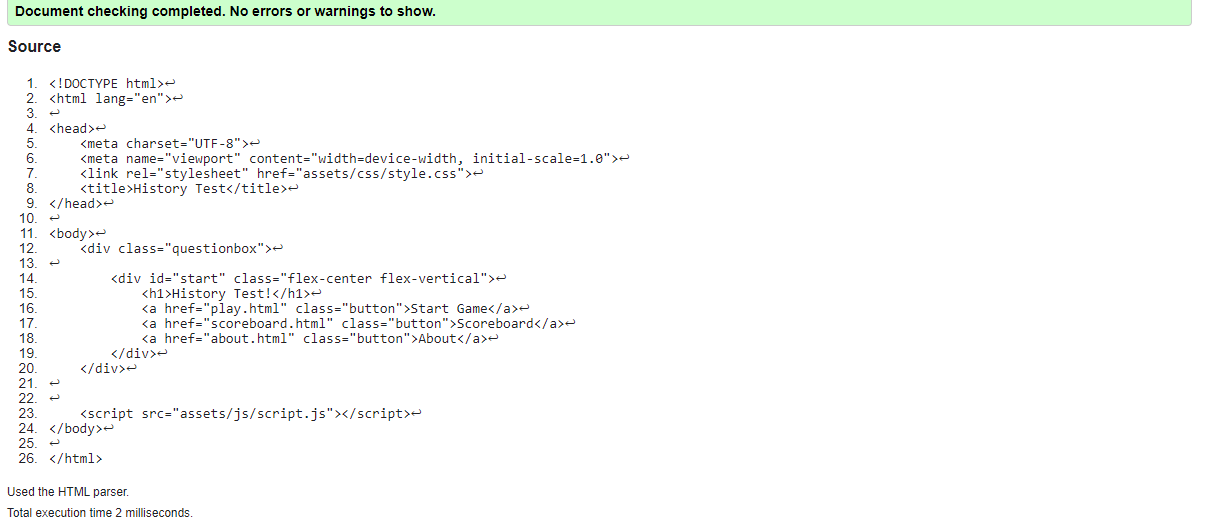 Document checking completed. No errors or warnings to show.
Source
1. <!DOCTYPE html>↩
2. <html lang="en">↩
3. ↩
4. <head>↩
5.     <meta charset="UTF-8">↩
6.     <meta name="viewport" content="width=device-width, initial-scale=1.0">↩
7.     <link rel="stylesheet" href="assets/css/style.css">↩
8.     <title>History Test</title>↩
9. </head>↩
10. ↩
11. <body>↩
12.     <div class="questionbox">↩
13. ↩
14.         <div id="start" class="flex-center flex-vertical">↩
15.             <h1>History Test!</h1>↩
16.             <a href="play.html" class="button">Start Game</a>↩
17.             <a href="scoreboard.html" class="button">Scoreboard</a>↩
18.             <a href="about.html" class="button">About</a>↩
19.         </div>↩
20.     </div>↩
21. ↩
22. ↩
23.     <script src="assets/js/script.js"></script>↩
24. </body>↩
25. ↩
26. </html>
Used the HTML parser.
Total execution time 2 milliseconds.